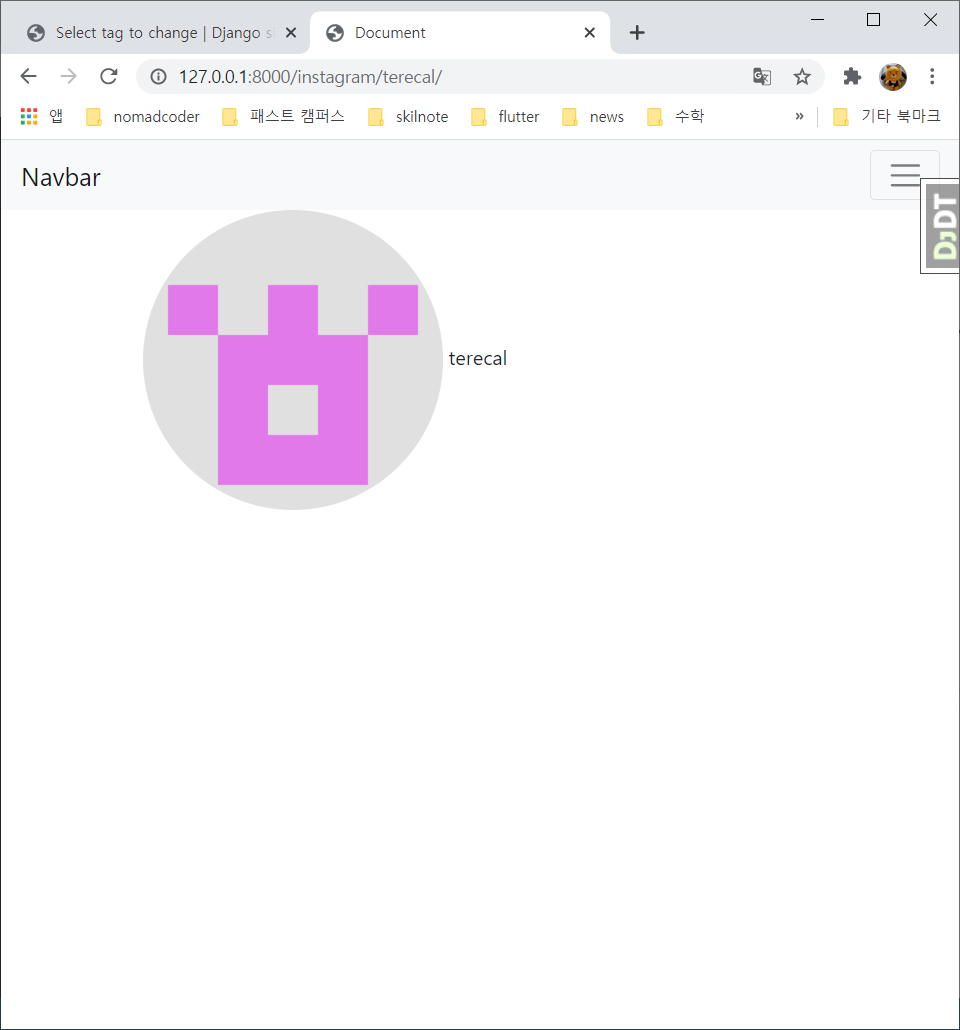 Select tag to change | Django s
Document
127.0.0.1:8000/instagram/terecal/
앱
nomadcoder
패스트 캠퍼스
skilnote
flutter
news
수학
»
기타 북마크
Navbar
DjDT
terecal